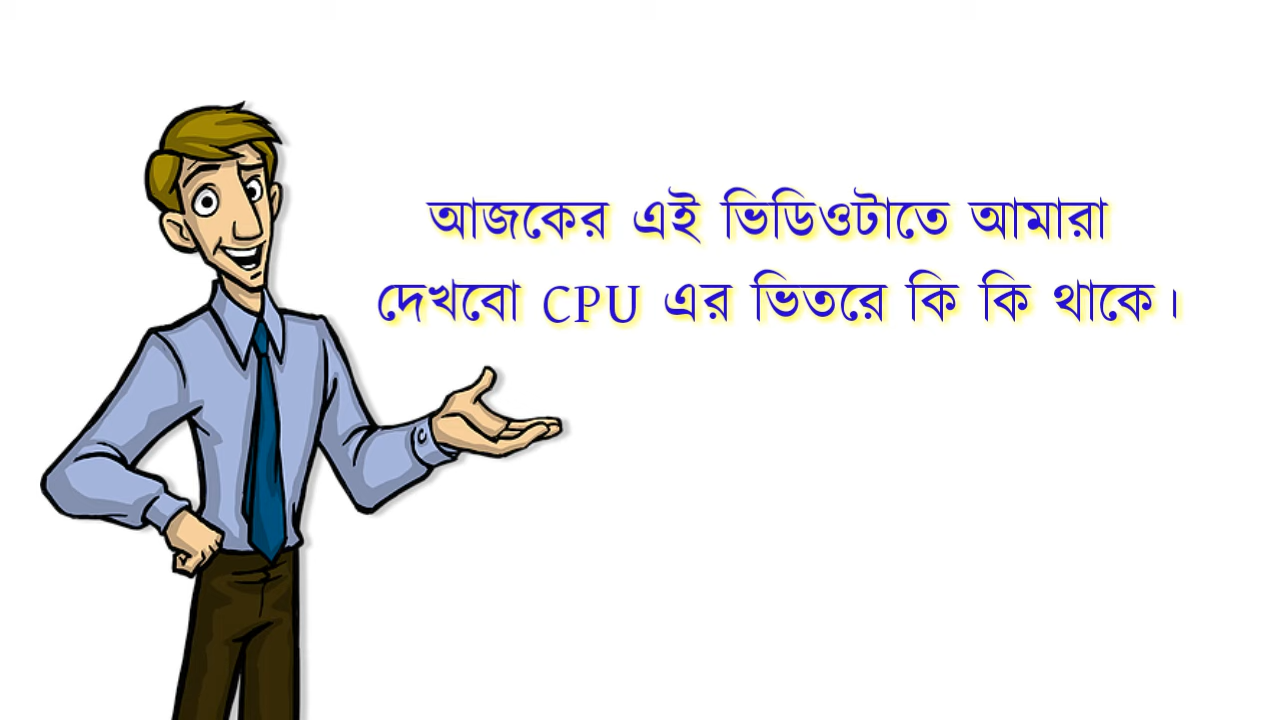 আজকের এই ভিডিওটাতে আমারা
দেখবো CPU এর ভিতরে কি কি থাকে।